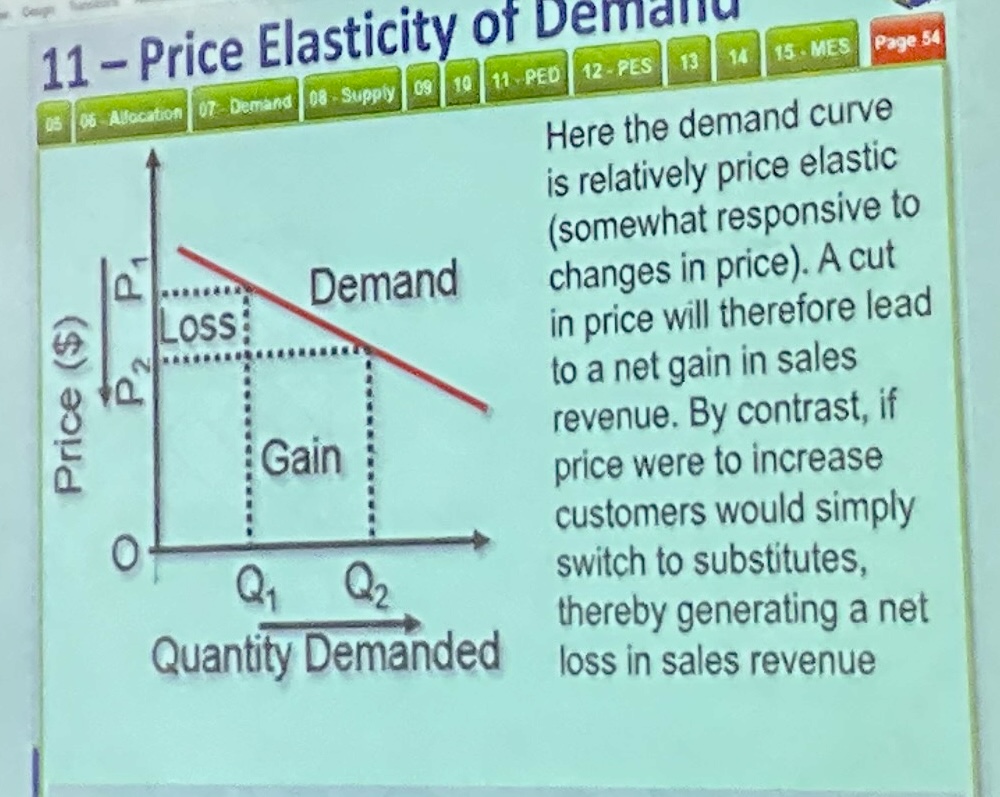 11 – Price Elasticity of Demand
05 06 - Allocation 07 - Demand 08 - Supply 09 10 11 - PED 12 - PES 13 14 15 - MES Page 54
Price ($)
P1
P2
Loss
Demand
Gain
O
Q1 Q2
Quantity Demanded
Here the demand curve
is relatively price elastic
(somewhat responsive to
changes in price). A cut
in price will therefore lead
to a net gain in sales
revenue. By contrast, if
price were to increase
customers would simply
switch to substitutes,
thereby generating a net
loss in sales revenue